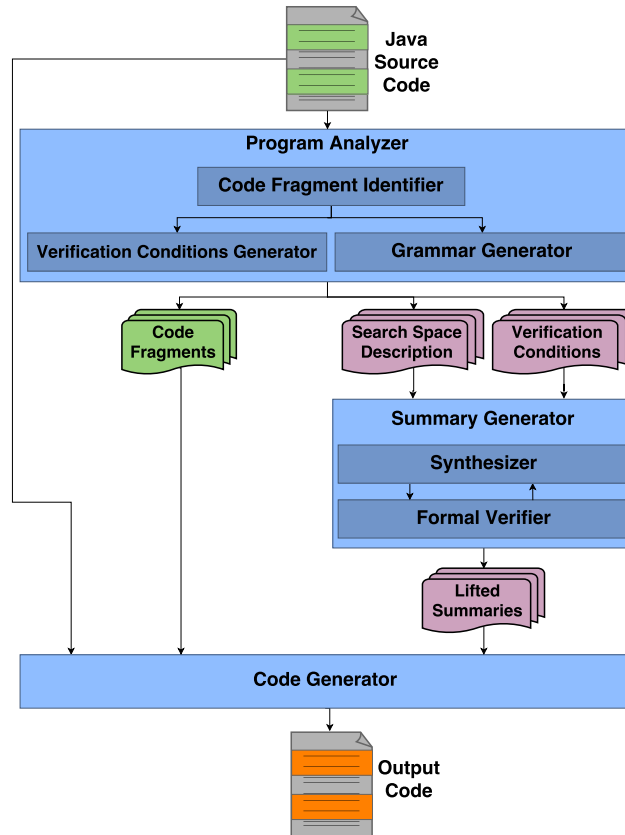 Java
Source
Code
Program Analyzer
Code Fragment Identifier
Verification Conditions Generator
Grammar Generator
Code
Fragments
Search Space
Description
Verification
Conditions
Summary Generator
Synthesizer
Formal Verifier
Lifted
Summaries
Code Generator
Output
Code